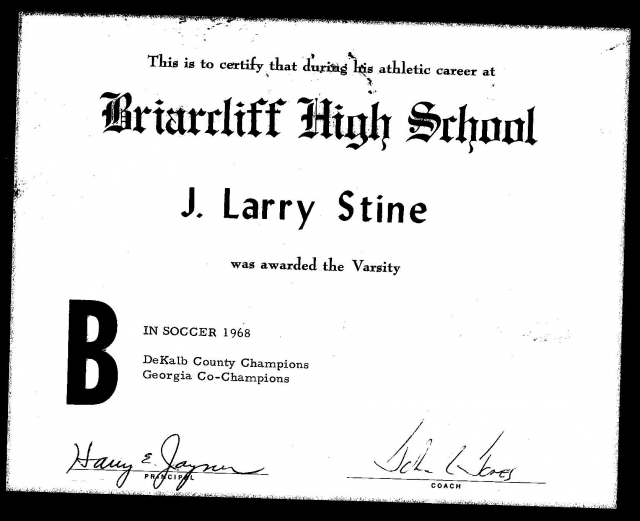 This is to certify that during his athletic career at
Briarcliff High School
J. Larry Stine
was awarded the Varsity
B
IN SOCCER 1968
DeKalb County Champions
Georgia Co-Champions
Harry E.
PRINCIPAL
COACH